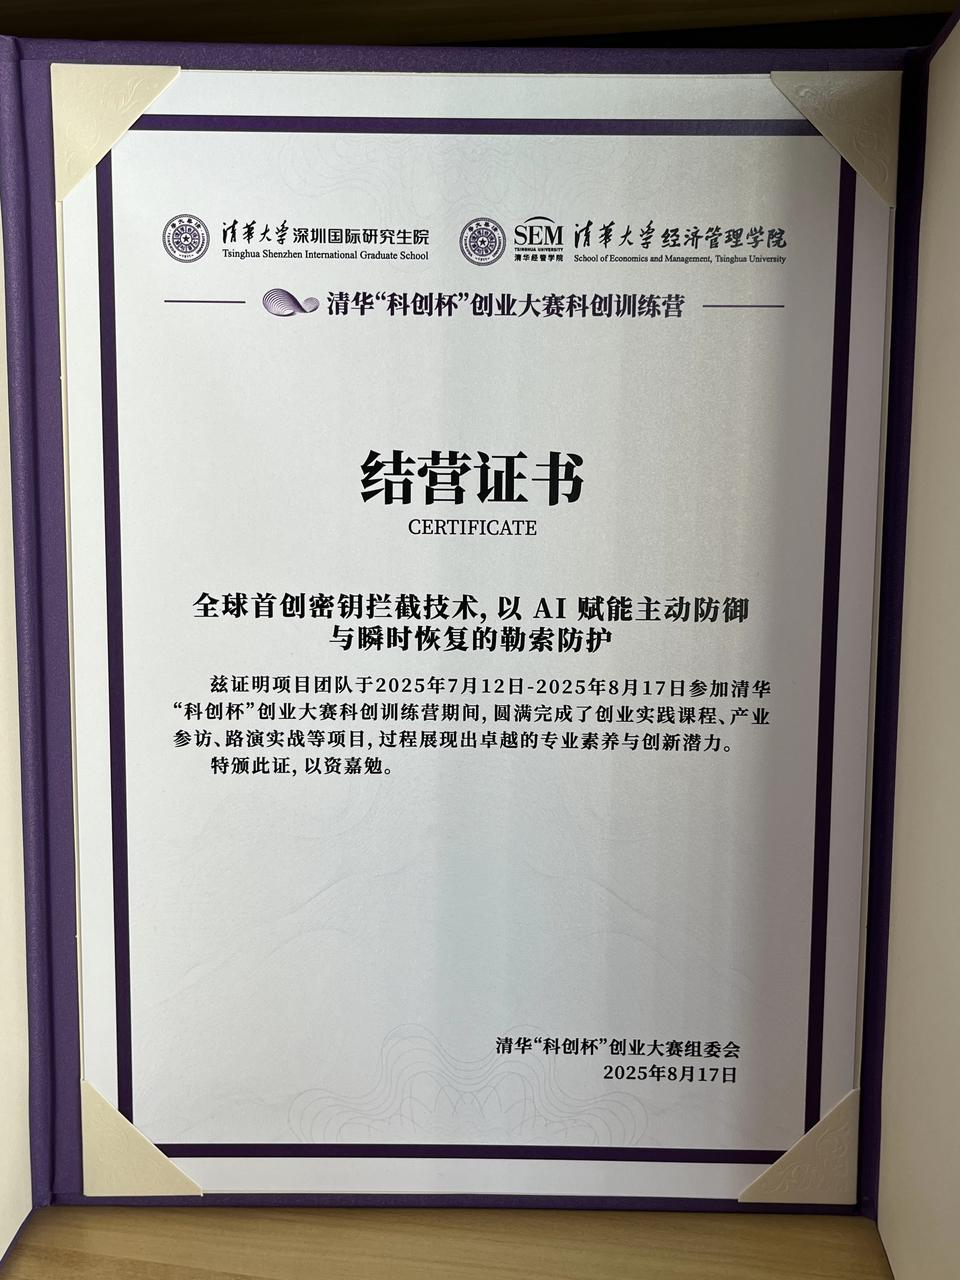 清华大学深圳国际研究生院
Tsinghua Shenzhen International Graduate School
SEM
TSINGHUA UNIVERSITY
清华经管学院
清华大学经济管理学院
School of Economics and Management, Tsinghua University
清华“科创杯”创业大赛科创训练营
结营证书
CERTIFICATE
全球首创密钥拦截技术，以 AI 赋能主动防御
与瞬时恢复的勒索防护
兹证明项目团队于2025年7月12日-2025年8月17日参加清华
“科创杯”创业大赛科创训练营期间，圆满完成了创业实践课程、产业
参访、路演实战等项目，过程展现出卓越的专业素养与创新潜力。
特颁此证，以资嘉勉。
清华“科创杯”创业大赛组委会
2025年8月17日